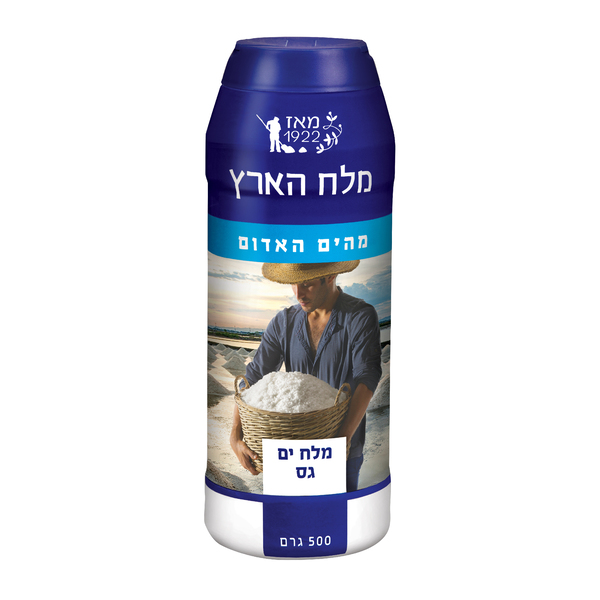 מאז
1922
מלח הארץ
מהים האדום
מלח ים
גס
500 גרם